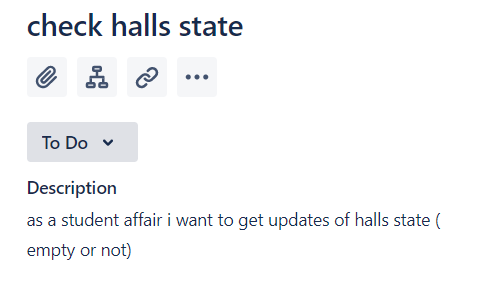 check halls state
To Do
Description
as a student affair i want to get updates of halls state (
empty or not)